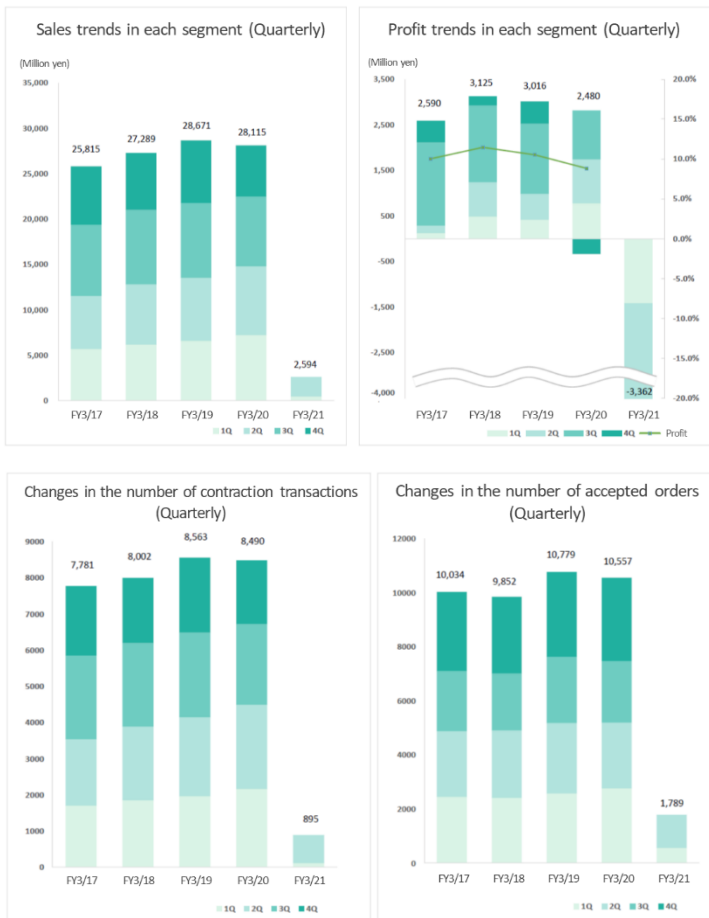 Sales trends in each segment (Quarterly)
(Million yen)
35,000
30,000
25,000
20,000
15,000
10,000
5,000
0
25,815
27,289
28,671
28,115
2,594
FY3/17
FY3/18
FY3/19
FY3/20
FY3/21
1Q 2Q 3Q 4Q
Profit trends in each segment (Quarterly)
(Million yen)
3,500
2,500
1,500
500
-500
-1,500
-2,500
-4,000
2,590
3,125
3,016
2,480
-3,362
20.0%
15.0%
10.0%
5.0%
0.0%
-5.0%
-10.0%
-15.0%
-20.0%
FY3/17
FY3/18
FY3/19
FY3/20
FY3/21
1Q 2Q 3Q 4Q Profit
Changes in the number of contraction transactions
(Quarterly)
9000
8000
7000
6000
5000
4000
3000
2000
1000
0
7,781
8,002
8,563
8,490
895
FY3/17
FY3/18
FY3/19
FY3/20
FY3/21
1Q 2Q 3Q 4Q
Changes in the number of accepted orders
(Quarterly)
12000
10000
8000
6000
4000
2000
0
10,034
9,852
10,779
10,557
1,789
FY3/17
FY3/18
FY3/19
FY3/20
FY3/21
1Q 2Q 3Q 4Q